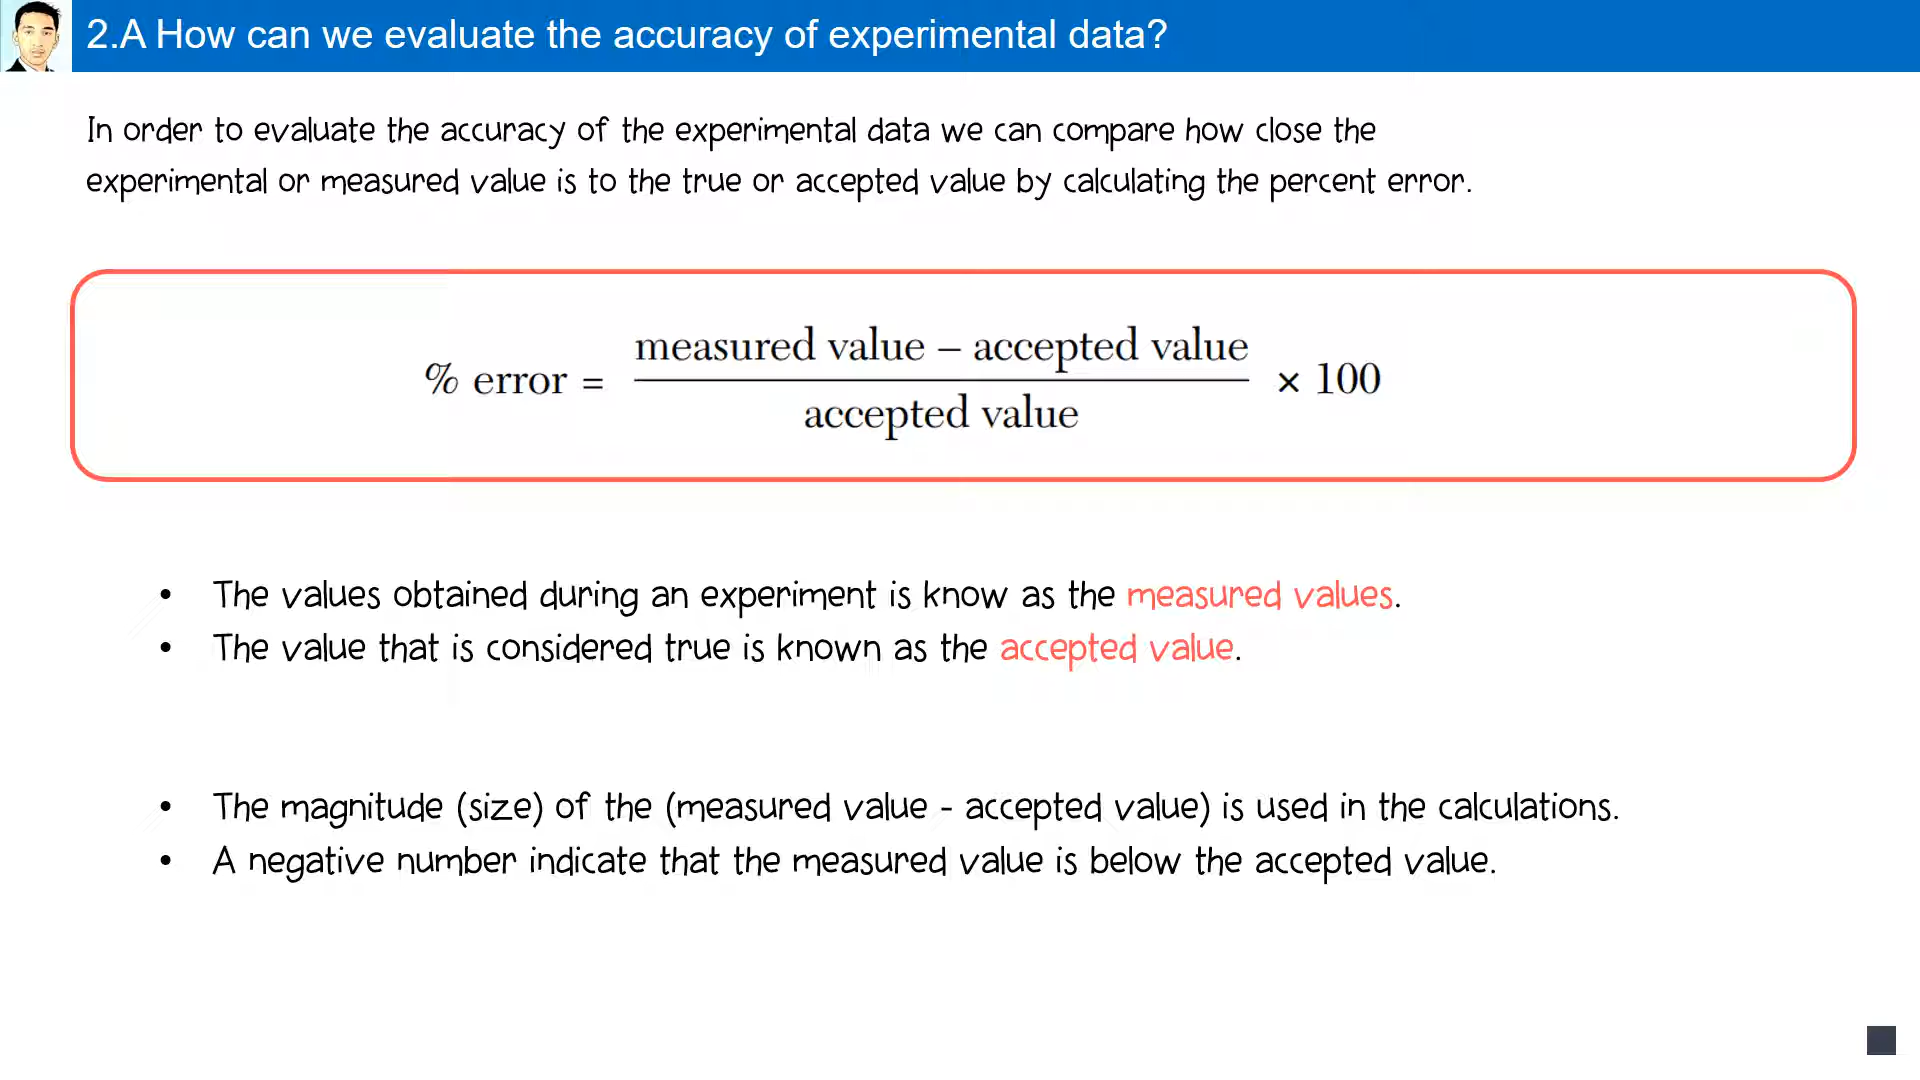 2.A How can we evaluate the accuracy of experimental data?
In order to evaluate the accuracy of the experimental data we can compare how close the
experimental or measured value is to the true or accepted value by calculating the percent error.
% error = measured value – accepted value / accepted value × 100
• The values obtained during an experiment is know as the measured values.
• The value that is considered true is known as the accepted value.
• The magnitude (size) of the (measured value - accepted value) is used in the calculations.
• A negative number indicate that the measured value is below the accepted value.